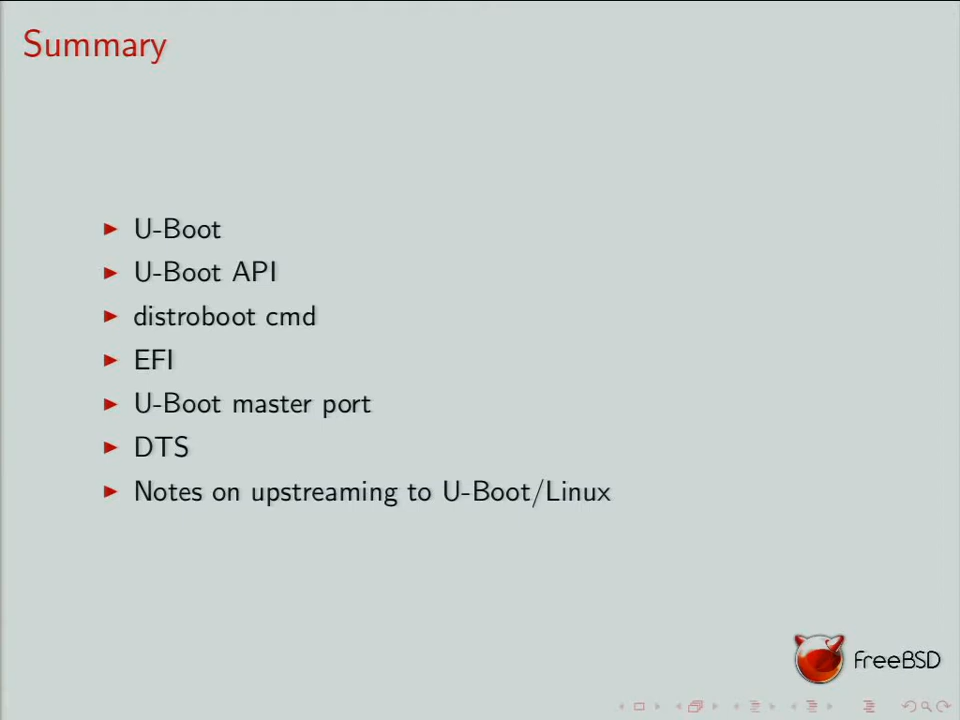 Summary
U-Boot
U-Boot API
distroboot cmd
EFI
U-Boot master port
DTS
Notes on upstreaming to U-Boot/Linux
FreeBSD